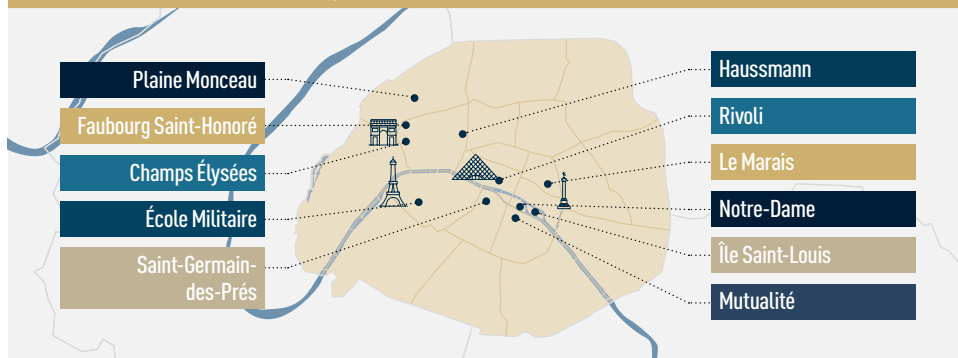 Plaine Monceau
Faubourg Saint-Honoré
Champs Élysées
École Militaire
Saint-Germain-
des-Prés
Haussmann
Rivoli
Le Marais
Notre-Dame
Île Saint-Louis
Mutualité